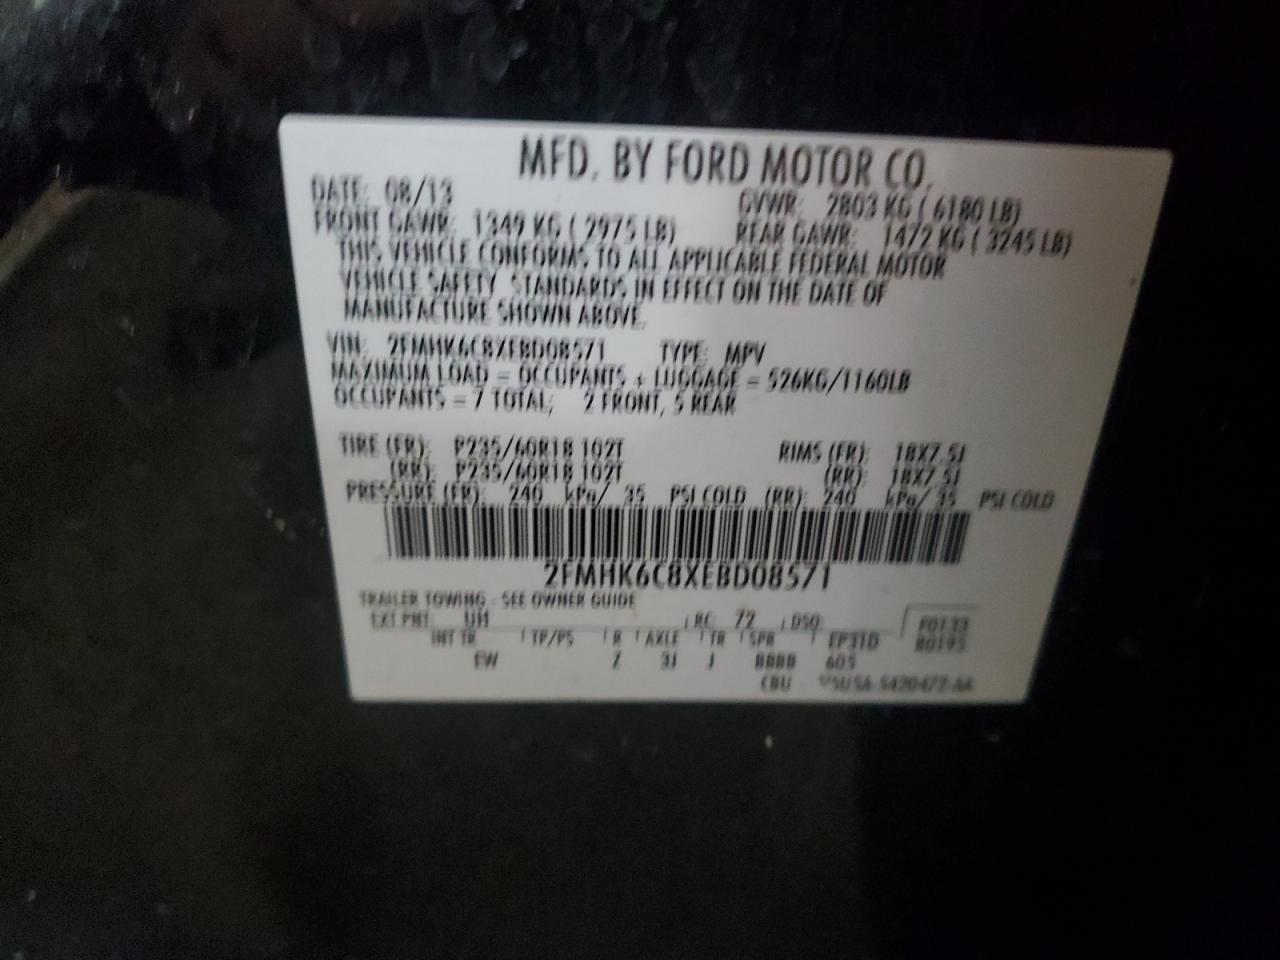 MFD. BY FORD MOTOR CO.
DATE: 08/13 GVWR: 2803 KG ( 6180 LB)
FRONT GAWR: 1349 KG ( 2975 LB) REAR GAWR: 1472 KG ( 3245 LB)
THIS VEHICLE CONFORMS TO ALL APPLICABLE FEDERAL MOTOR
VEHICLE SAFETY STANDARDS IN EFFECT ON THE DATE OF
MANUFACTURE SHOWN ABOVE.
VIN: 2FMHK6C8XEBD08571 TYPE: MPV
MAXIMUM LOAD = OCCUPANTS + LUGGAGE = 526KG/1160LB
OCCUPANTS = 7 TOTAL; 2 FRONT, 5 REAR
TIRE (FR): P235/60R18 102T RIMS (FR): 18X7.5J
(RR): P235/60R18 102T (RR): 18X7.5J
PRESSURE (FR): 240 kPa/ 35 PSI COLD (RR): 240 kPa/ 35 PSI COLD
2FMHK6C8XEBD08571
TRAILER TOWING - SEE OWNER GUIDE
EXT PNT: UH RC: 72 DSO: F0133
INT TR TP/PS R AXLE TR SPR EP31D R0195
EW Z 3J J BBBB 605
CBU